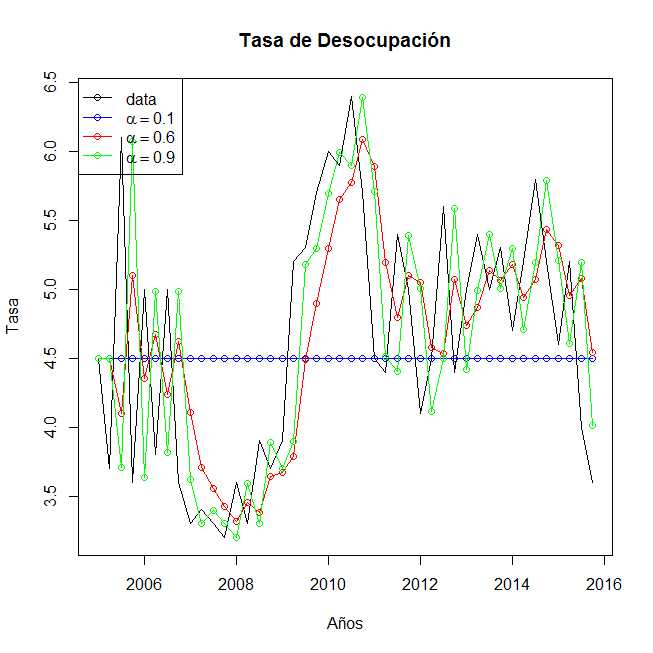 Tasa de Desocupación
data
α = 0.1
α = 0.6
α = 0.9
6.5
6.0
5.5
5.0
4.5
4.0
3.5
Tasa
2006 2008 2010 2012 2014 2016
Años